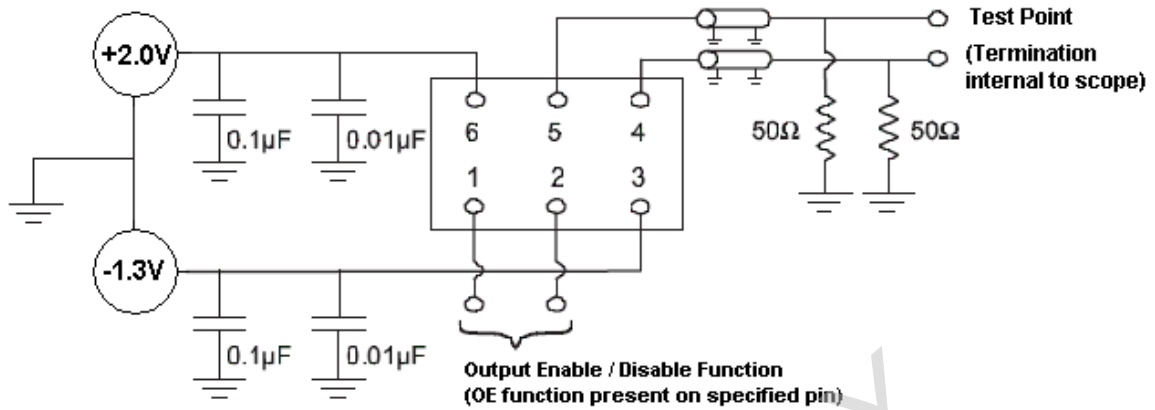 +2.0V
Test Point
(Termination
internal to scope)
0.1µF
0.01µF
6 5 4
50Ω
50Ω
1 2 3
-1.3V
0.1µF
0.01µF
Output Enable / Disable Function
(OE function present on specified pin)